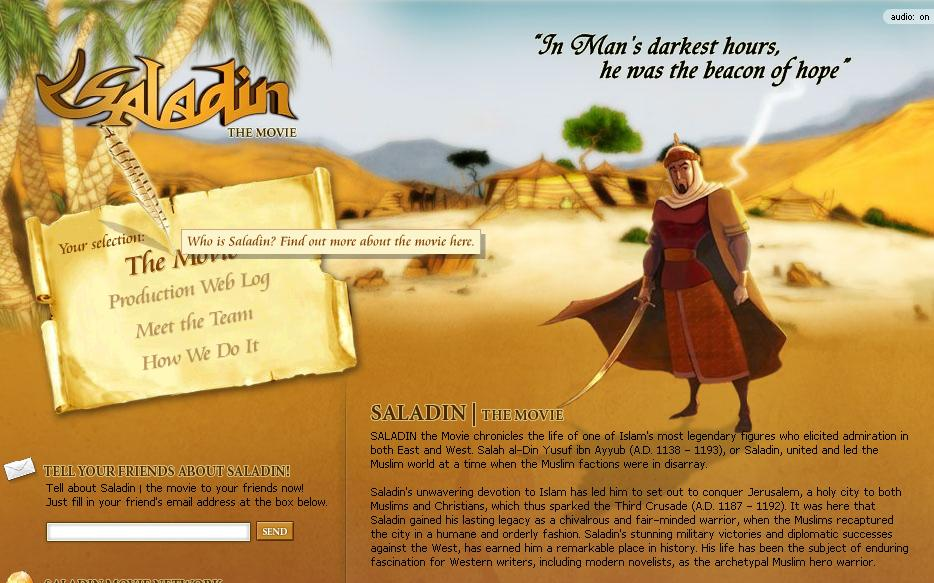 audio: on
"In Man's darkest hours,
he was the beacon of hope"
Saladin
THE MOVIE
Your selection:
Who is Saladin? Find out more about the movie here.
The Movie
Production Web Log
Meet the Team
How We Do It
SALADIN | THE MOVIE
SALADIN the Movie chronicles the life of one of Islam's most legendary figures who elicited admiration in
both East and West. Salah al-Din Yusuf ibn Ayyub (A.D. 1138 - 1193), or Saladin, united and led the
Muslim world at a time when the Muslim factions were in disarray.
Saladin's unwavering devotion to Islam has led him to set out to conquer Jerusalem, a holy city to both
Muslims and Christians, which thus sparked the Third Crusade (A.D. 1187 - 1192). It was here that
Saladin gained his lasting legacy as a chivalrous and fair-minded warrior, when the Muslims recaptured
the city in a humane and orderly fashion. Saladin's stunning military victories and diplomatic successes
against the West, has earned him a remarkable place in history. His life has been the subject of enduring
fascination for Western writers, including modern novelists, as the archetypal Muslim hero warrior.
TELL YOUR FRIENDS ABOUT SALADIN!
Tell about Saladin | the movie to your friends now!
Just fill in your friend's email address at the box below.
SEND
SALADIN MOVIE NETWORK